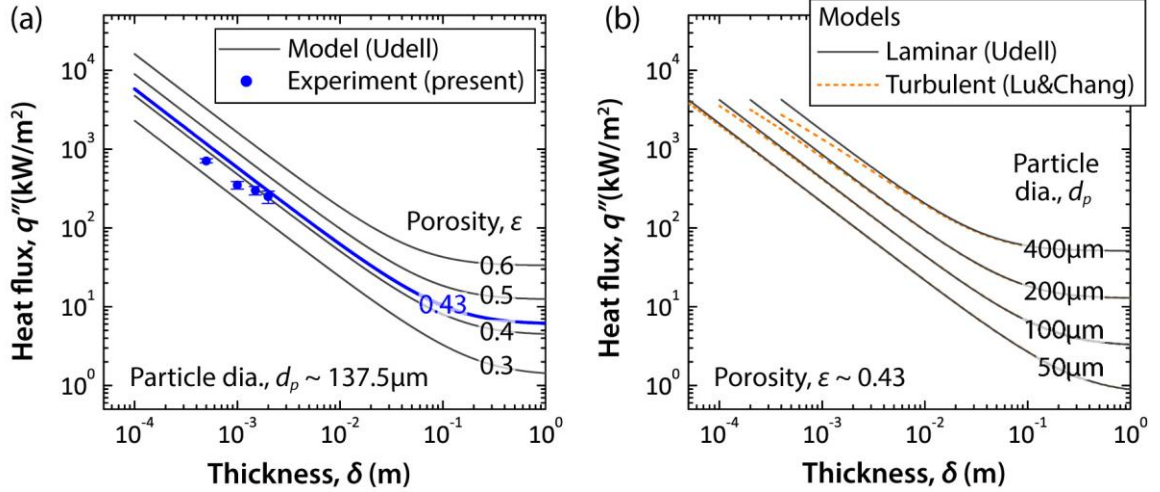 (a)
Model (Udell)
Experiment (present)
Heat flux, q″(kW/m²)
10⁴
10³
10²
10¹
10⁰
Porosity, ε
0.6
0.5
0.43
0.4
0.3
Particle dia., dₚ ~ 137.5μm
10⁻⁴ 10⁻³ 10⁻² 10⁻¹ 10⁰
Thickness, δ (m)
(b)
Models
Laminar (Udell)
Turbulent (Lu&Chang)
Heat flux, q″(kW/m²)
10⁴
10³
10²
10¹
10⁰
Particle
dia., dₚ
400μm
200μm
100μm
50μm
Porosity, ε ~ 0.43
10⁻⁴ 10⁻³ 10⁻² 10⁻¹ 10⁰
Thickness, δ (m)